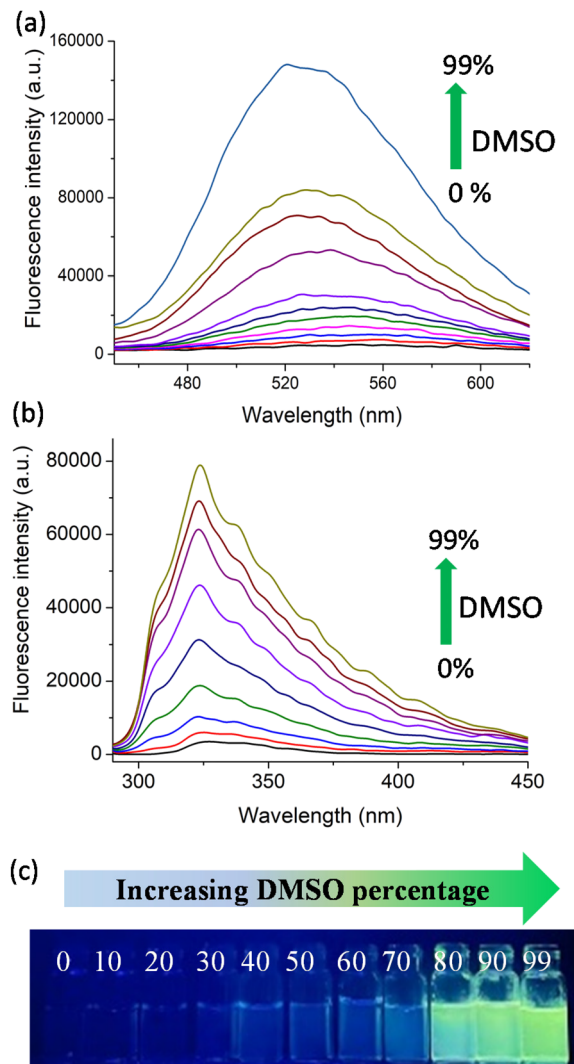 (a)
160000
120000
80000
40000
0
Fluorescence intensity (a.u.)
480 520 560 600
Wavelength (nm)
99%
DMSO
0 %
(b)
80000
60000
40000
20000
0
Fluorescence intensity (a.u.)
300 350 400 450
Wavelength (nm)
99%
DMSO
0%
(c)
Increasing DMSO percentage
0 10 20 30 40 50 60 70 80 90 99